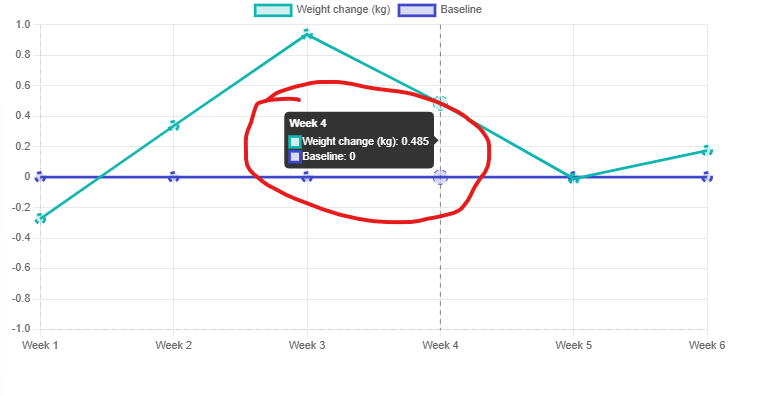 Weight change (kg) Baseline
1.0
0.8
0.6
0.4
0.2
0
-0.2
-0.4
-0.6
-0.8
-1.0
Week 4
Weight change (kg): 0.485
Baseline: 0
Week 1 Week 2 Week 3 Week 4 Week 5 Week 6